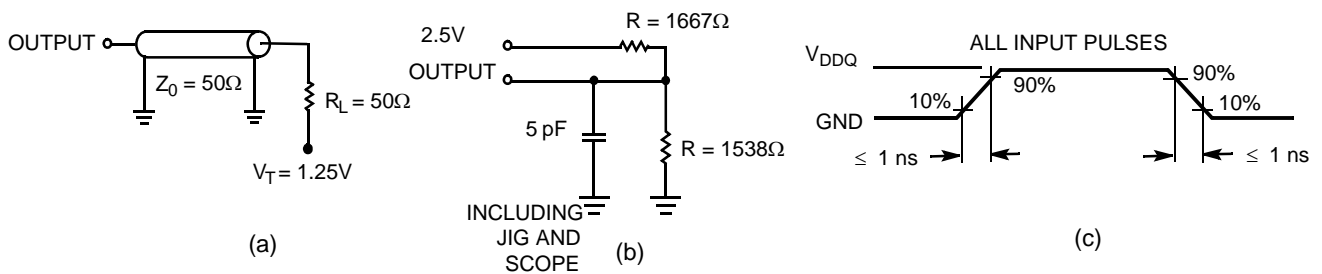 OUTPUT
Z0 = 50Ω
RL = 50Ω
VT = 1.25V
(a)
R = 1667Ω
2.5V
OUTPUT
5 pF
R = 1538Ω
INCLUDING
JIG AND
SCOPE
(b)
ALL INPUT PULSES
VDDQ
GND
10%
90%
90%
10%
≤ 1 ns
≤ 1 ns
(c)